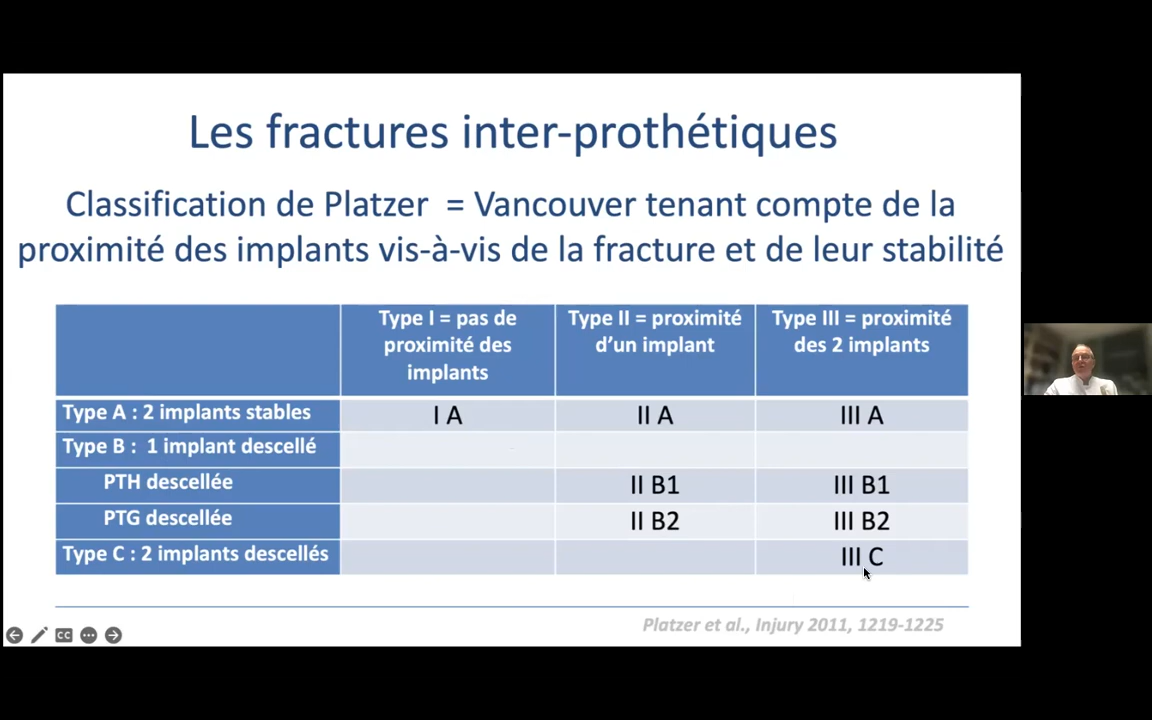 Les fractures inter-prothétiques
Classification de Platzer = Vancouver tenant compte de la
proximité des implants vis-à-vis de la fracture et de leur stabilité
Type I = pas de
proximité des
implants
Type II = proximité
d'un implant
Type III = proximité
des 2 implants
Type A : 2 implants stables
I A
II A
III A
Type B : 1 implant descellé
PTH descellée
II B1
III B1
PTG descellée
II B2
III B2
Type C : 2 implants descellés
III C
Platzer et al., Injury 2011, 1219-1225
CC